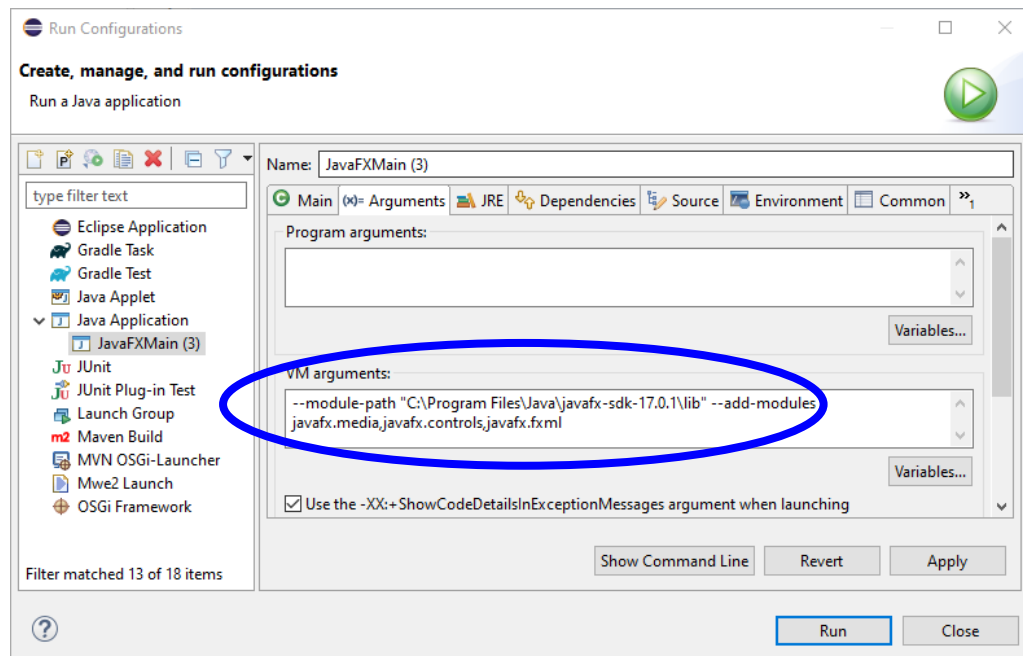 Run Configurations
Create, manage, and run configurations
Run a Java application
type filter text
Eclipse Application
Gradle Task
Gradle Test
Java Applet
Java Application
JavaFXMain (3)
JUnit
JUnit Plug-in Test
Launch Group
Maven Build
MVN OSGi-Launcher
Mwe2 Launch
OSGi Framework
Filter matched 13 of 18 items
Name: JavaFXMain (3)
Main (x)= Arguments JRE Dependencies Source Environment Common »1
Program arguments:
Variables...
VM arguments:
--module-path "C:\Program Files\Java\javafx-sdk-17.0.1\lib" --add-modules
javafx.media,javafx.controls,javafx.fxml
Variables...
Use the -XX:+ShowCodeDetailsInExceptionMessages argument when launching
Show Command Line Revert Apply
Run Close